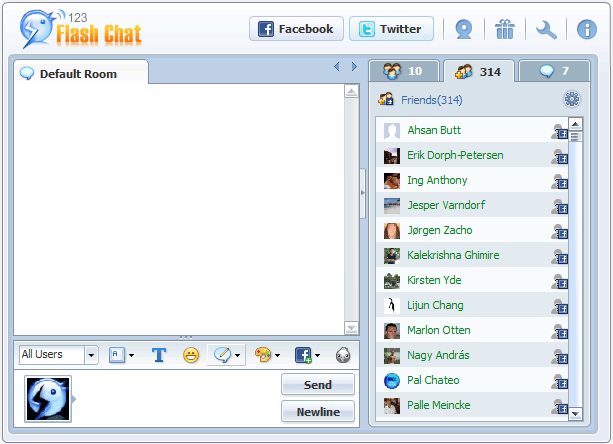 123
Flash Chat
Facebook
Twitter
Default Room
10
314
7
Friends(314)
Ahsan Butt
Erik Dorph-Petersen
Ing Anthony
Jesper Varndorf
Jørgen Zacho
Kalekrishna Ghimire
Kirsten Yde
Lijun Chang
Marlon Otten
Nagy András
Pal Chateo
Palle Meincke
All Users
Send
Newline